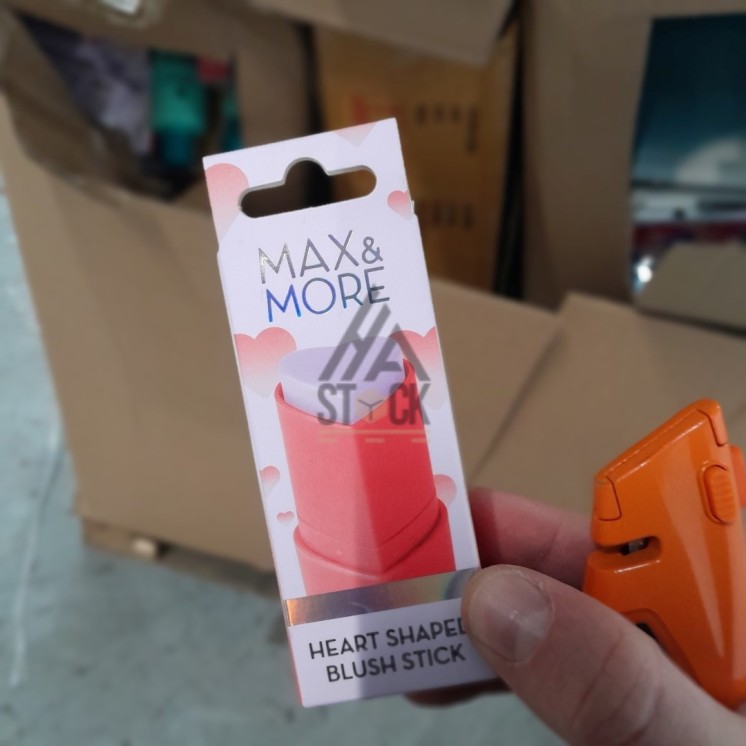 MAX &
MORE
HA
STOCK
HEART SHAPED
BLUSH STICK